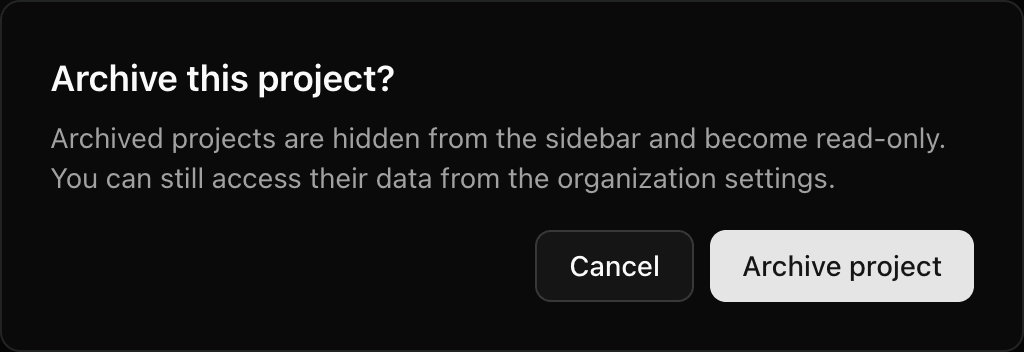 Archive this project?
Archived projects are hidden from the sidebar and become read-only.
You can still access their data from the organization settings.
Cancel
Archive project